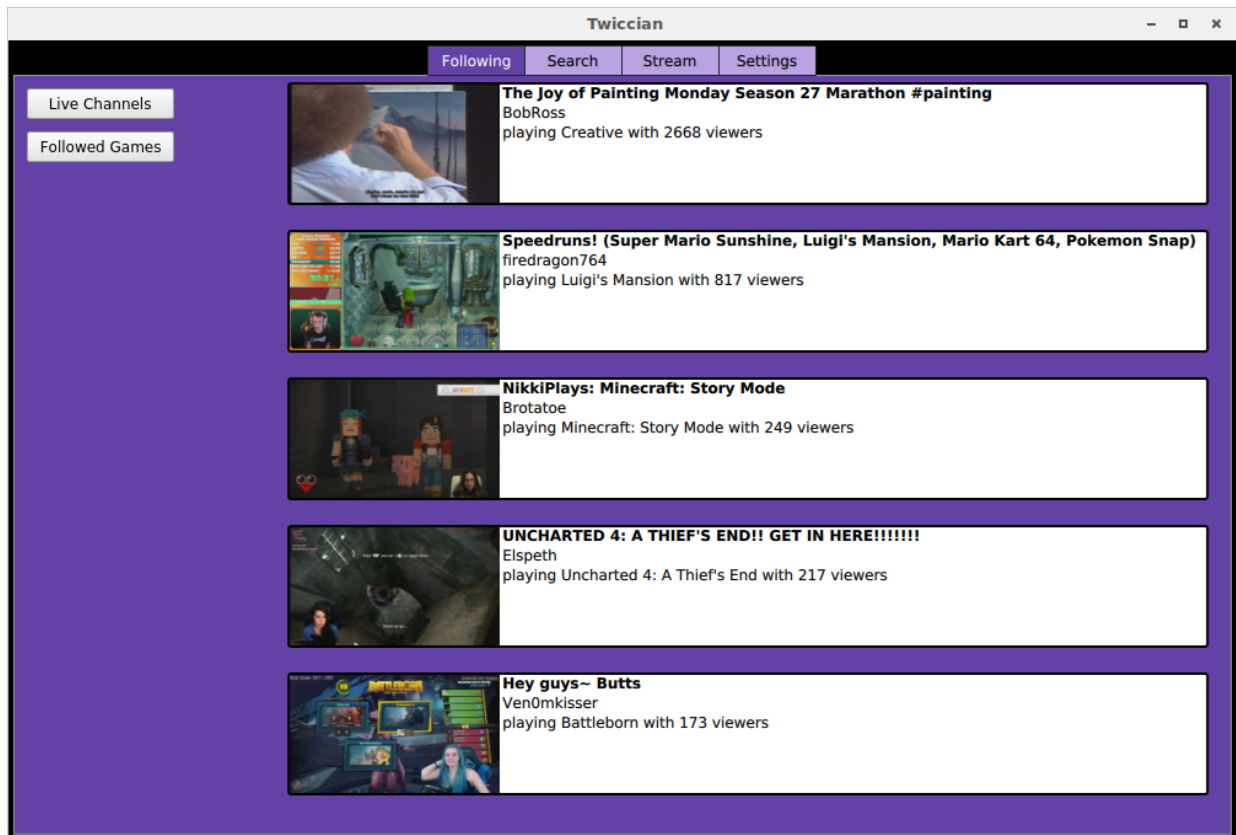 Twiccian
Following
Search
Stream
Settings
Live Channels
Followed Games
The Joy of Painting Monday Season 27 Marathon #painting
BobRoss
playing Creative with 2668 viewers
Speedruns! (Super Mario Sunshine, Luigi's Mansion, Mario Kart 64, Pokemon Snap)
firedragon764
playing Luigi's Mansion with 817 viewers
NikkiPlays: Minecraft: Story Mode
Brotatoe
playing Minecraft: Story Mode with 249 viewers
UNCHARTED 4: A THIEF'S END!! GET IN HERE!!!!!!!
Elspeth
playing Uncharted 4: A Thief's End with 217 viewers
BATTLEBORN
Hey guys~ Butts
Ven0mkisser
playing Battleborn with 173 viewers